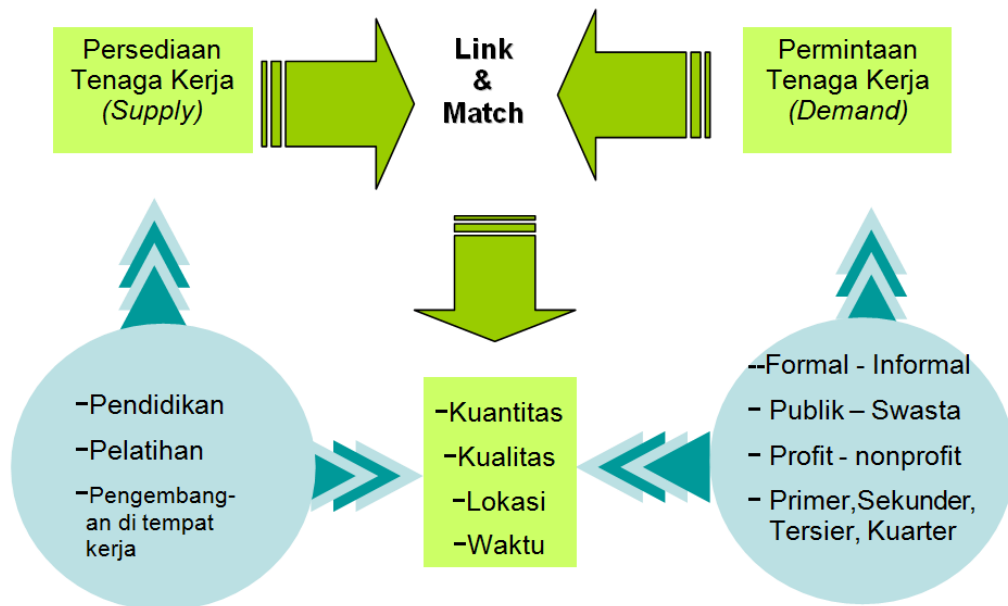 Persediaan
Tenaga Kerja
(Supply)
Link
&
Match
Permintaan
Tenaga Kerja
(Demand)
-Pendidikan
-Pelatihan
-Pengembang-
an di tempat
kerja
-Kuantitas
-Kualitas
-Lokasi
-Waktu
--Formal - Informal
- Publik – Swasta
- Profit - nonprofit
- Primer,Sekunder,
Tersier, Kuarter